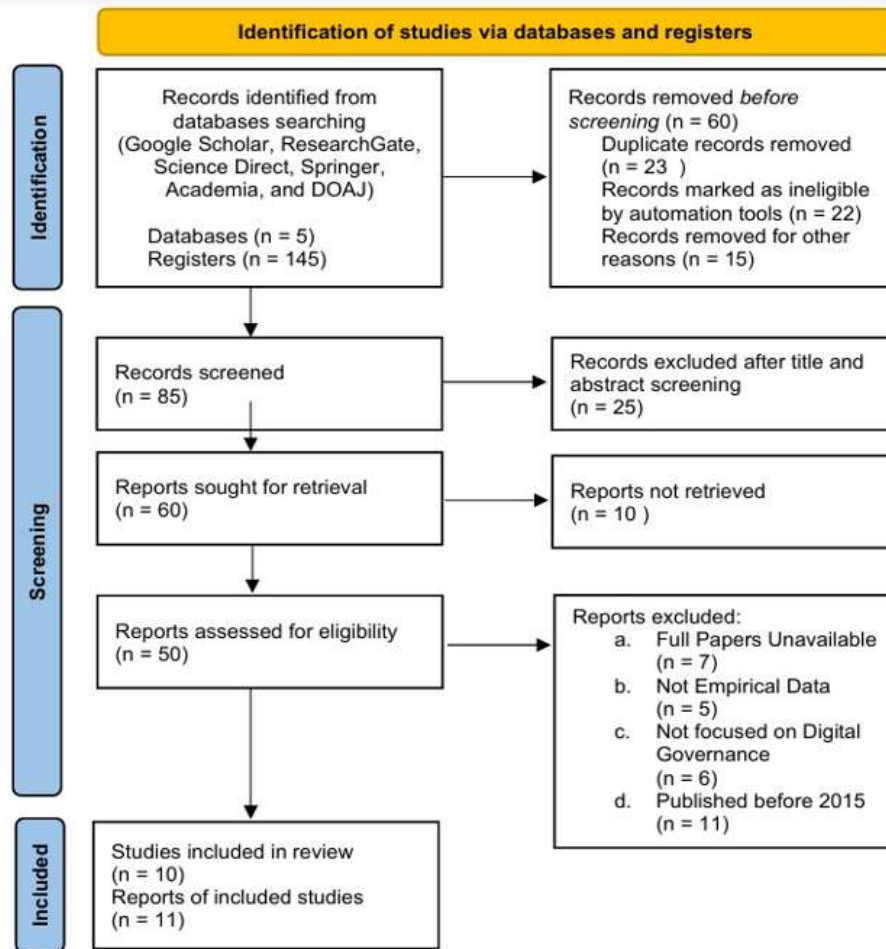 Identification of studies via databases and registers
Identification
Records identified from
databases searching
(Google Scholar, ResearchGate,
Science Direct, Springer,
Academia, and DOAJ)
Databases (n = 5)
Registers (n = 145)
Records removed before
screening (n = 60)
Duplicate records removed
(n = 23 )
Records marked as ineligible
by automation tools (n = 22)
Records removed for other
reasons (n = 15)
Screening
Records screened
(n = 85)
Records excluded after title and
abstract screening
(n = 25)
Reports sought for retrieval
(n = 60)
Reports not retrieved
(n = 10 )
Reports assessed for eligibility
(n = 50)
Reports excluded:
a. Full Papers Unavailable
(n = 7)
b. Not Empirical Data
(n = 5)
c. Not focused on Digital
Governance
(n = 6)
d. Published before 2015
(n = 11)
Included
Studies included in review
(n = 10)
Reports of included studies
(n = 11)